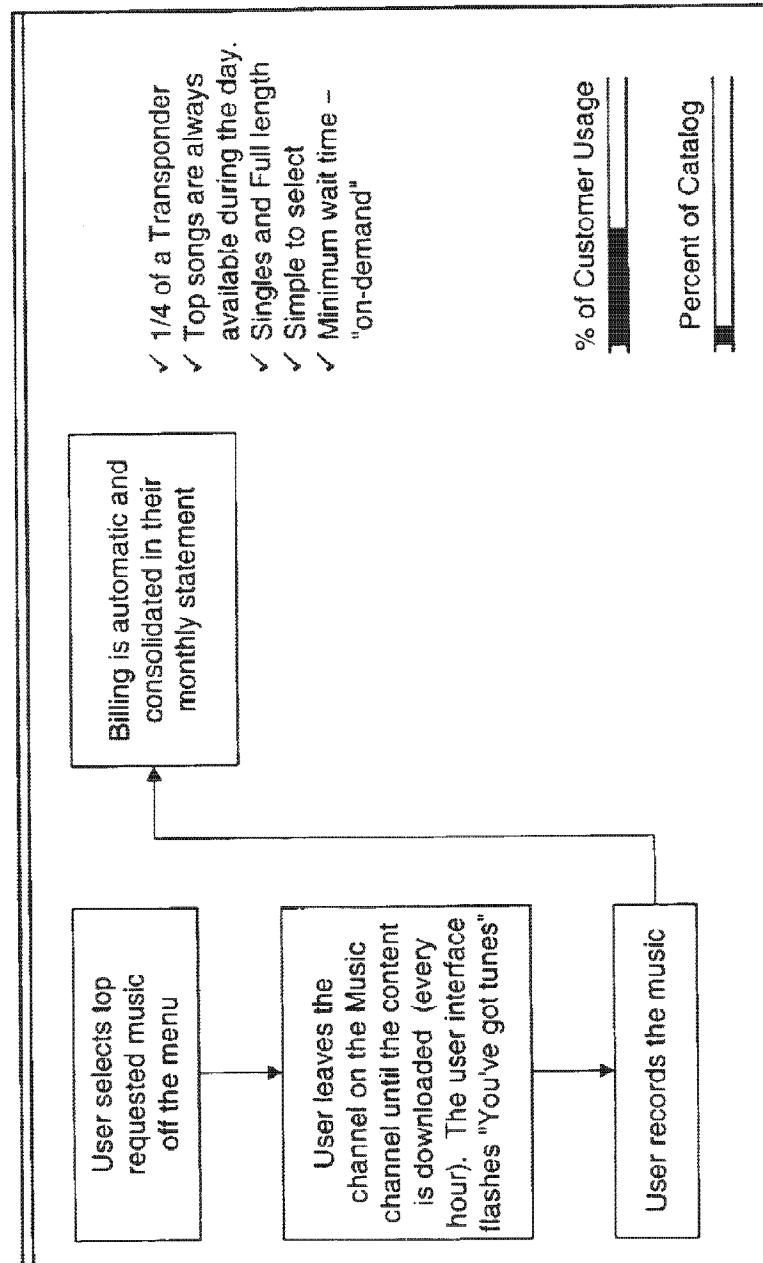 User selects top
requested music
off the menu
User leaves the
channel on the Music
channel until the content
is downloaded (every
hour). The user interface
flashes "You've got tunes"
User records the music
Billing is automatic and
consolidated in their
monthly statement
✓ 1/4 of a Transponder
✓ Top songs are always
available during the day.
✓ Singles and Full length
✓ Simple to select
✓ Minimum wait time –
"on-demand"
% of Customer Usage
Percent of Catalog